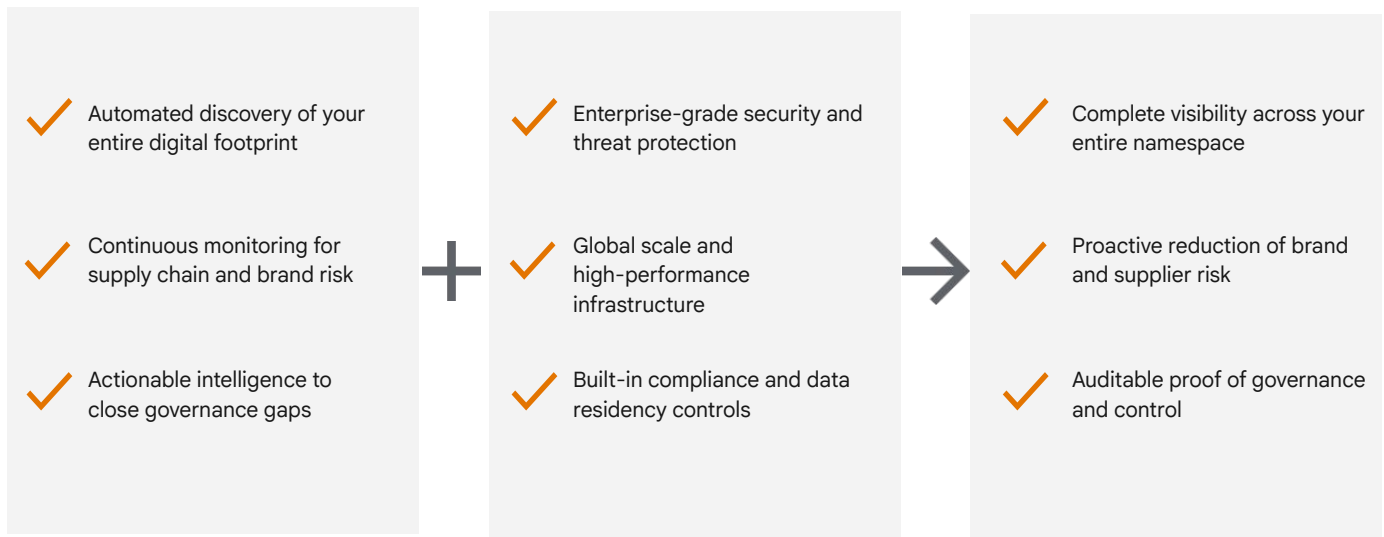 Automated discovery of your
entire digital footprint
Continuous monitoring for
supply chain and brand risk
Actionable intelligence to
close governance gaps
Enterprise-grade security and
threat protection
Global scale and
high-performance
infrastructure
Built-in compliance and data
residency controls
Complete visibility across your
entire namespace
Proactive reduction of brand
and supplier risk
Auditable proof of governance
and control